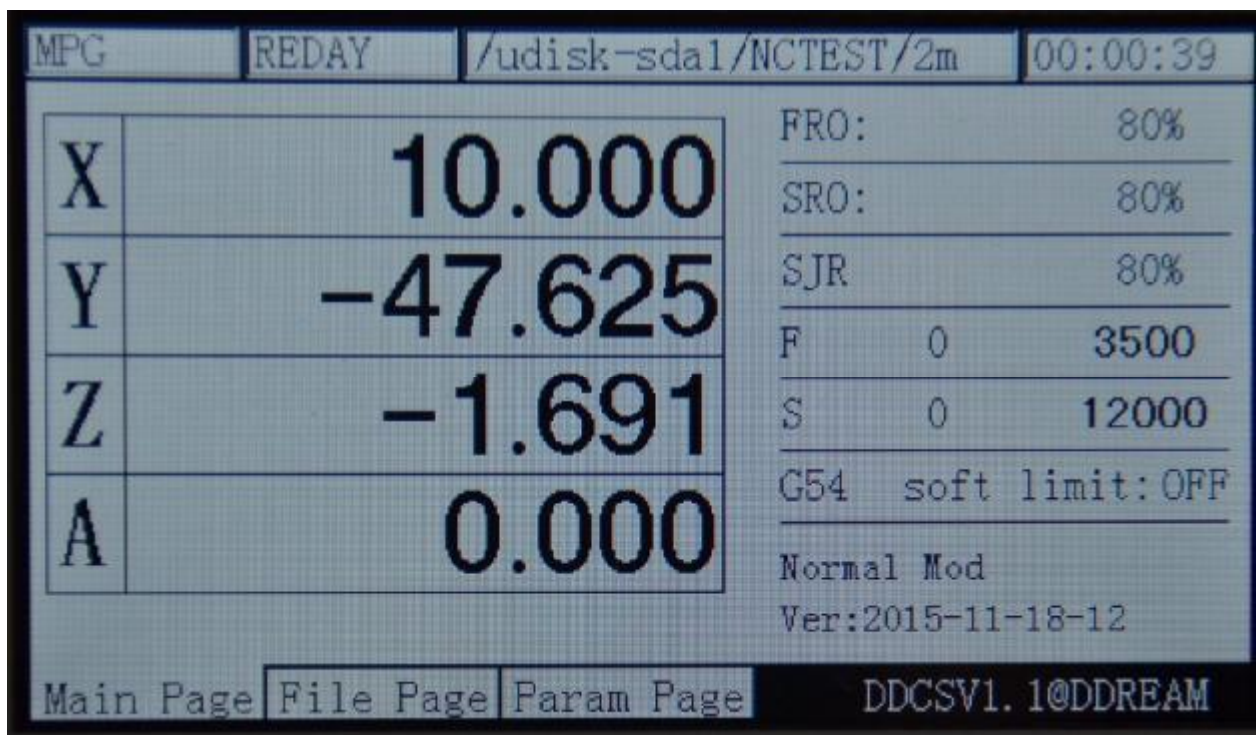 MPG REDAY /udisk-sda1/NCTEST/2m 00:00:39
X 10.000
Y -47.625
Z -1.691
A 0.000
FRO: 80%
SRO: 80%
SJR 80%
F 0 3500
S 0 12000
G54 soft limit:OFF
Normal Mod
Ver:2015-11-18-12
Main Page File Page Param Page DDCSV1.1@DDREAM